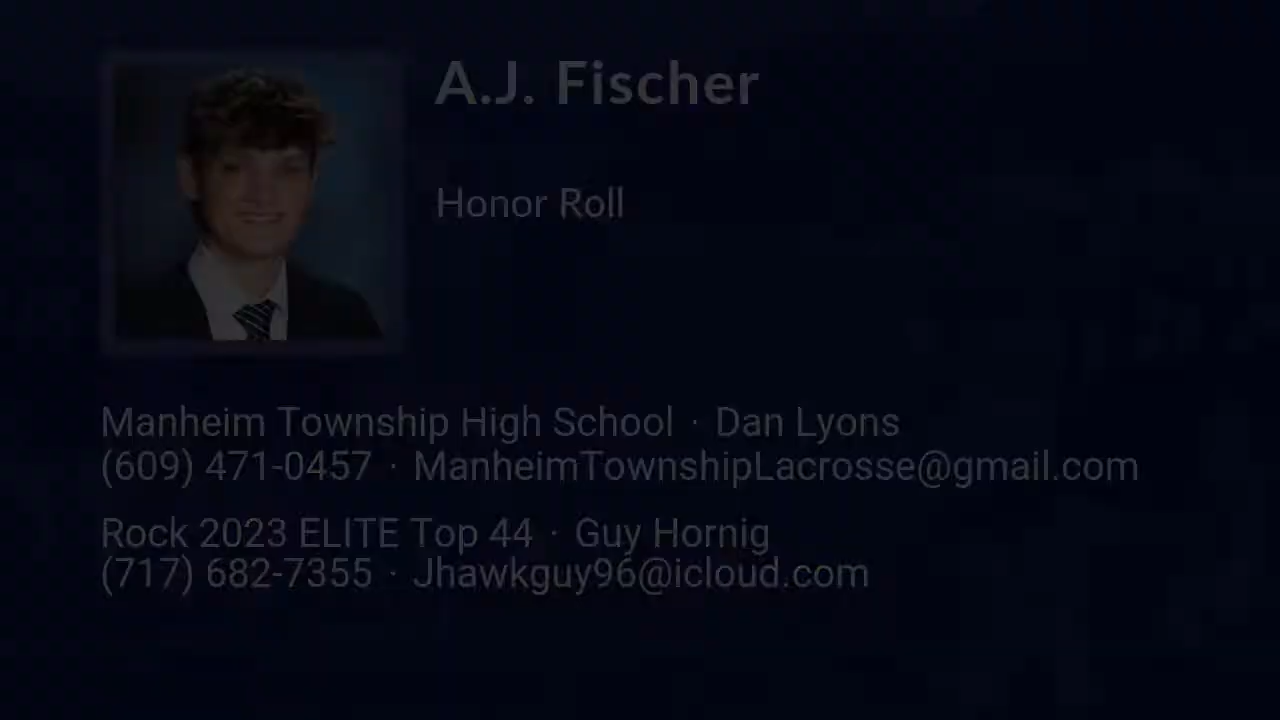 A.J. Fischer
Honor Roll
Manheim Township High School · Dan Lyons
(609) 471-0457 · ManheimTownshipLacrosse@gmail.com
Rock 2023 ELITE Top 44 · Guy Hornig
(717) 682-7355 · Jhawkguy96@icloud.com